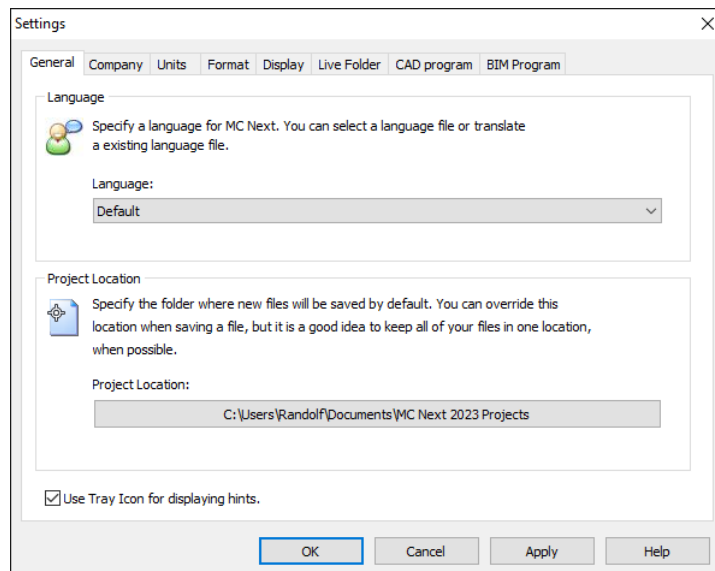 Settings
General Company Units Format Display Live Folder CAD program BIM Program
Language
Specify a language for MC Next. You can select a language file or translate
a existing language file.
Language:
Default
Project Location
Specify the folder where new files will be saved by default. You can override this
location when saving a file, but it is a good idea to keep all of your files in one location,
when possible.
Project Location:
C:\Users\Randolf\Documents\MC Next 2023 Projects
Use Tray Icon for displaying hints.
OK Cancel Apply Help